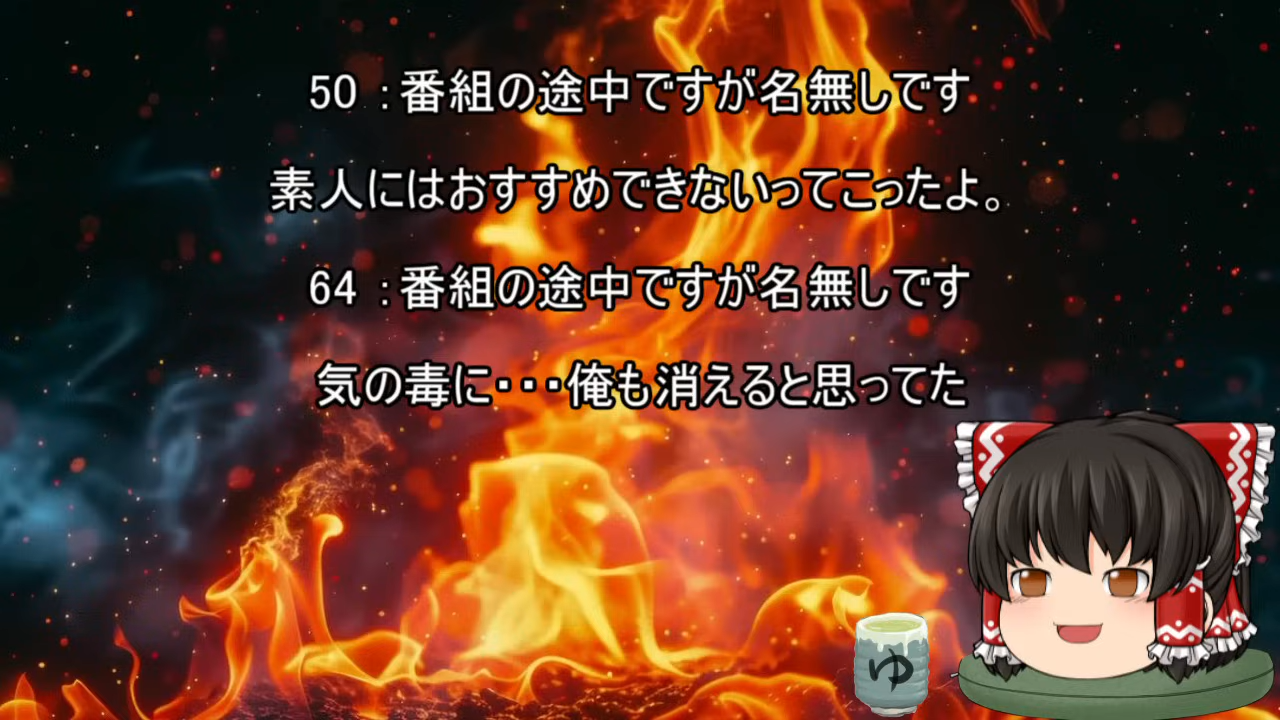 50 ：番組の途中ですが名無しです
素人にはおすすめできないってこったよ。
64 ：番組の途中ですが名無しです
気の毒に・・・俺も消えると思ってた
ゆ